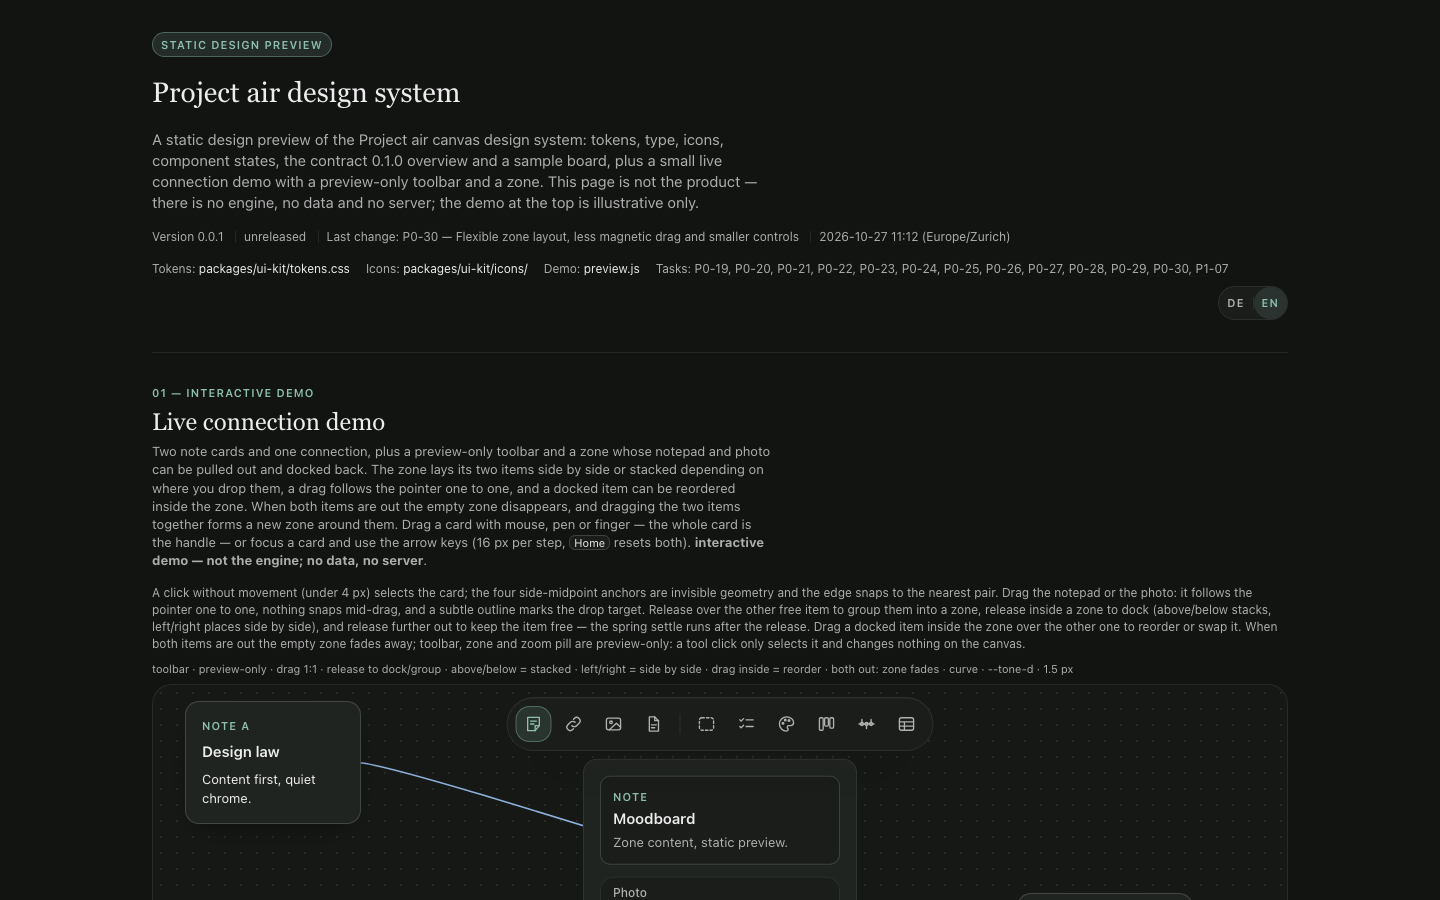 STATIC DESIGN PREVIEW
Project air design system
A static design preview of the Project air canvas design system: tokens, type, icons,
component states, the contract 0.1.0 overview and a sample board, plus a small live
connection demo with a preview-only toolbar and a zone. This page is not the product —
there is no engine, no data and no server; the demo at the top is illustrative only.
Version 0.0.1 unreleased Last change: P0-30 — Flexible zone layout, less magnetic drag and smaller controls 2026-10-27 11:12 (Europe/Zurich)
Tokens: packages/ui-kit/tokens.css Icons: packages/ui-kit/icons/ Demo: preview.js Tasks: P0-19, P0-20, P0-21, P0-22, P0-23, P0-24, P0-25, P0-26, P0-27, P0-28, P0-29, P0-30, P1-07
DE EN
01 — INTERACTIVE DEMO
Live connection demo
Two note cards and one connection, plus a preview-only toolbar and a zone whose notepad and photo
can be pulled out and docked back. The zone lays its two items side by side or stacked depending on
where you drop them, a drag follows the pointer one to one, and a docked item can be reordered
inside the zone. When both items are out the empty zone disappears, and dragging the two items
together forms a new zone around them. Drag a card with mouse, pen or finger — the whole card is
the handle — or focus a card and use the arrow keys (16 px per step, Home resets both). interactive
demo — not the engine; no data, no server.
A click without movement (under 4 px) selects the card; the four side-midpoint anchors are invisible geometry and the edge snaps to the nearest pair. Drag the notepad or the photo: it follows the
pointer one to one, nothing snaps mid-drag, and a subtle outline marks the drop target. Release over the other free item to group them into a zone, release inside a zone to dock (above/below stacks,
left/right places side by side), and release further out to keep the item free — the spring settle runs after the release. Drag a docked item inside the zone over the other one to reorder or swap it. When
both items are out the empty zone fades away; toolbar, zone and zoom pill are preview-only: a tool click only selects it and changes nothing on the canvas.
toolbar · preview-only · drag 1:1 · release to dock/group · above/below = stacked · left/right = side by side · drag inside = reorder · both out: zone fades · curve · --tone-d · 1.5 px
NOTE A
Design law
Content first, quiet
chrome.
NOTE
Moodboard
Zone content, static preview.
Photo